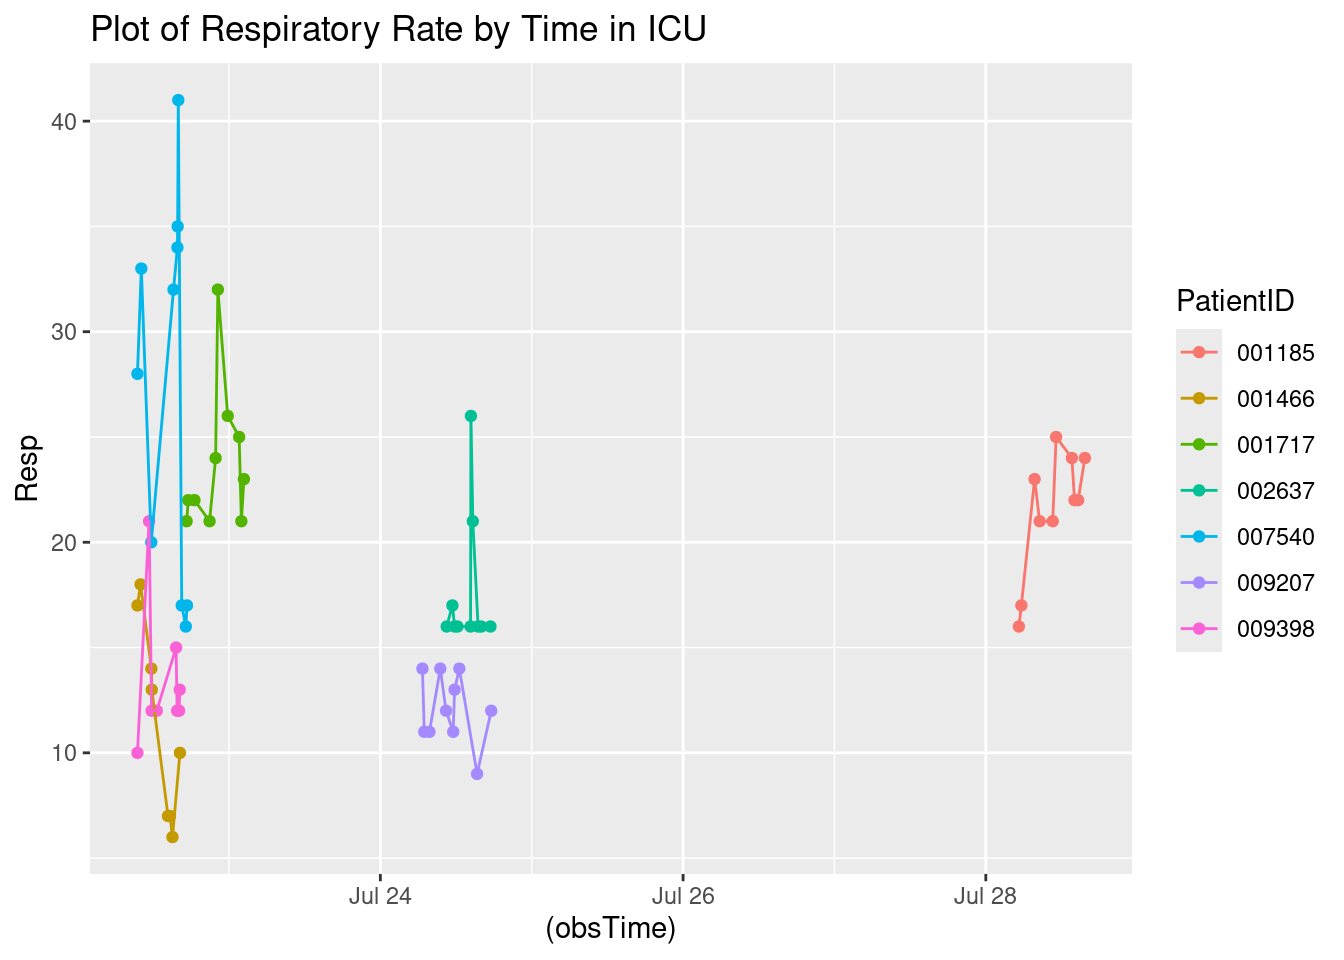 Plot of Respiratory Rate by Time in ICU
40
30
20
10
Resp
Jul 24
Jul 26
Jul 28
(obsTime)
PatientID
001185
001466
001717
002637
007540
009207
009398